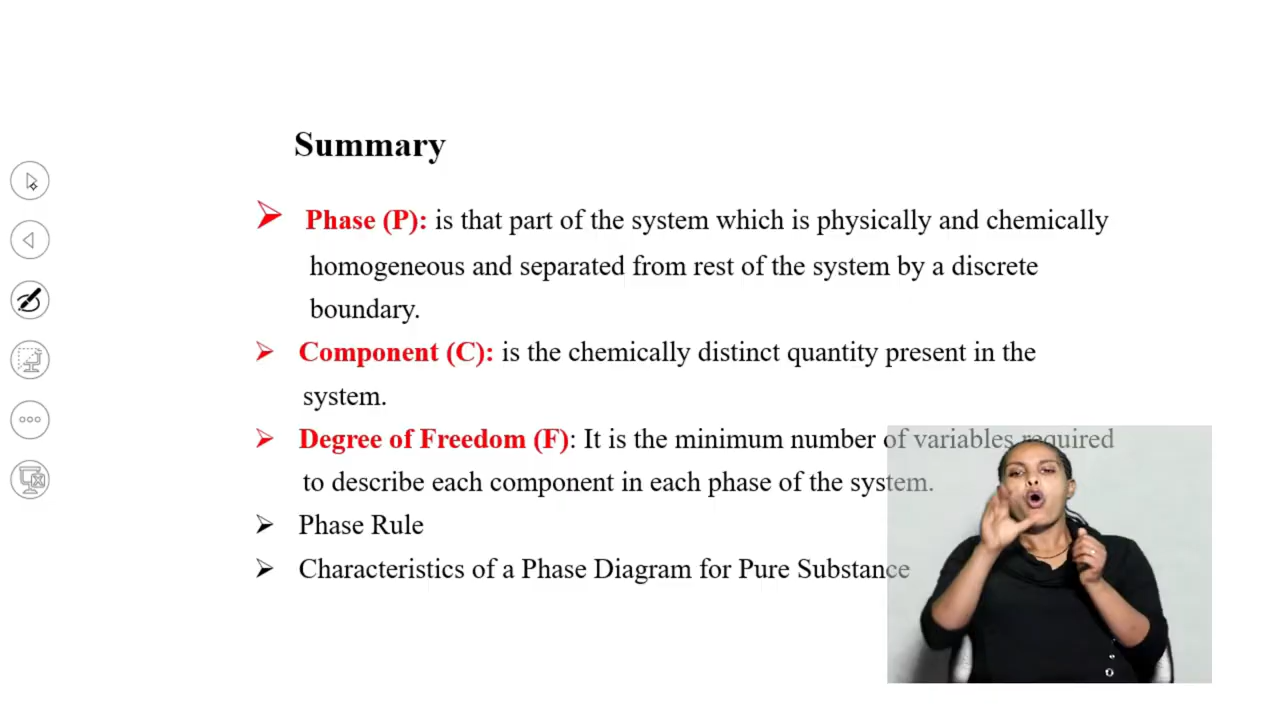 Summary
➢ Phase (P): is that part of the system which is physically and chemically
homogeneous and separated from rest of the system by a discrete
boundary.
➢ Component (C): is the chemically distinct quantity present in the
system.
➢ Degree of Freedom (F): It is the minimum number of variables required
to describe each component in each phase of the system.
➢ Phase Rule
➢ Characteristics of a Phase Diagram for Pure Substance